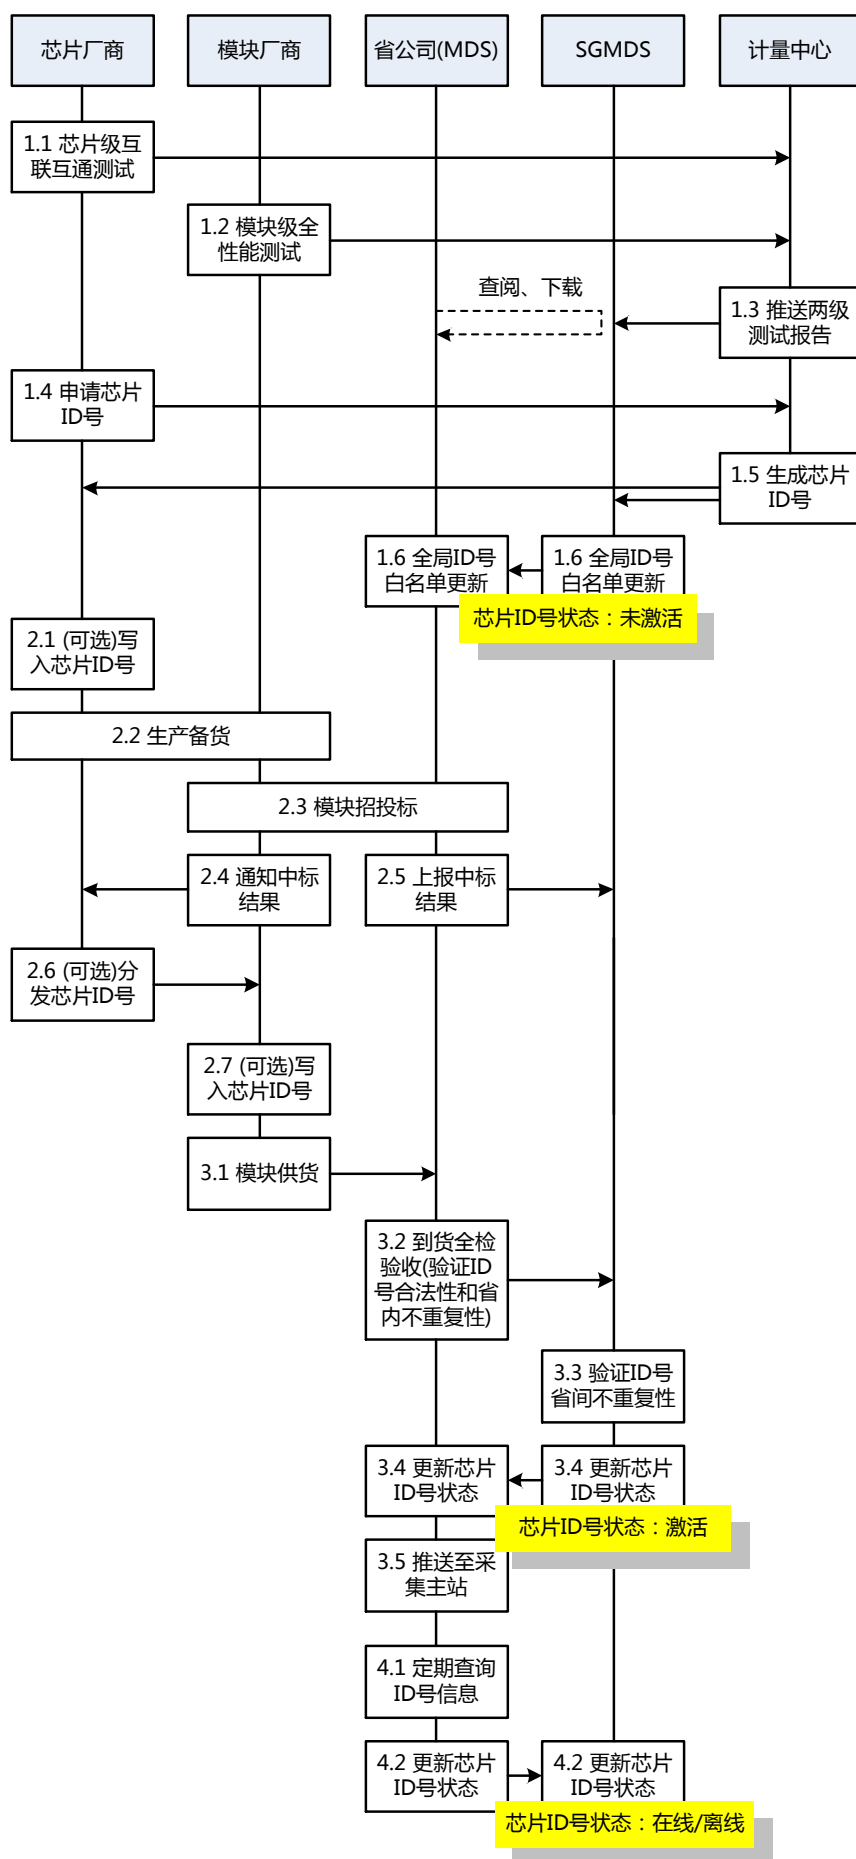 芯片厂商
模块厂商
省公司(MDS)
SGMDS
计量中心
1.1 芯片级互
联互通测试
1.2 模块级全
性能测试
查阅、下载
1.3 推送两级
测试报告
1.4 申请芯片
ID号
1.5 生成芯片
ID号
1.6 全局ID号
白名单更新
1.6 全局ID号
白名单更新
芯片ID号状态：未激活
2.1 (可选)写
入芯片ID号
2.2 生产备货
2.3 模块招投标
2.4 通知中标
结果
2.5 上报中标
结果
2.6 (可选)分
发芯片ID号
2.7 (可选)写
入芯片ID号
3.1 模块供货
3.2 到货全检
验收(验证ID
号合法性和省
内不重复性)
3.3 验证ID号
省间不重复性
3.4 更新芯片
ID号状态
3.4 更新芯片
ID号状态
芯片ID号状态：激活
3.5 推送至采
集主站
4.1 定期查询
ID号信息
4.2 更新芯片
ID号状态
4.2 更新芯片
ID号状态
芯片ID号状态：在线/离线